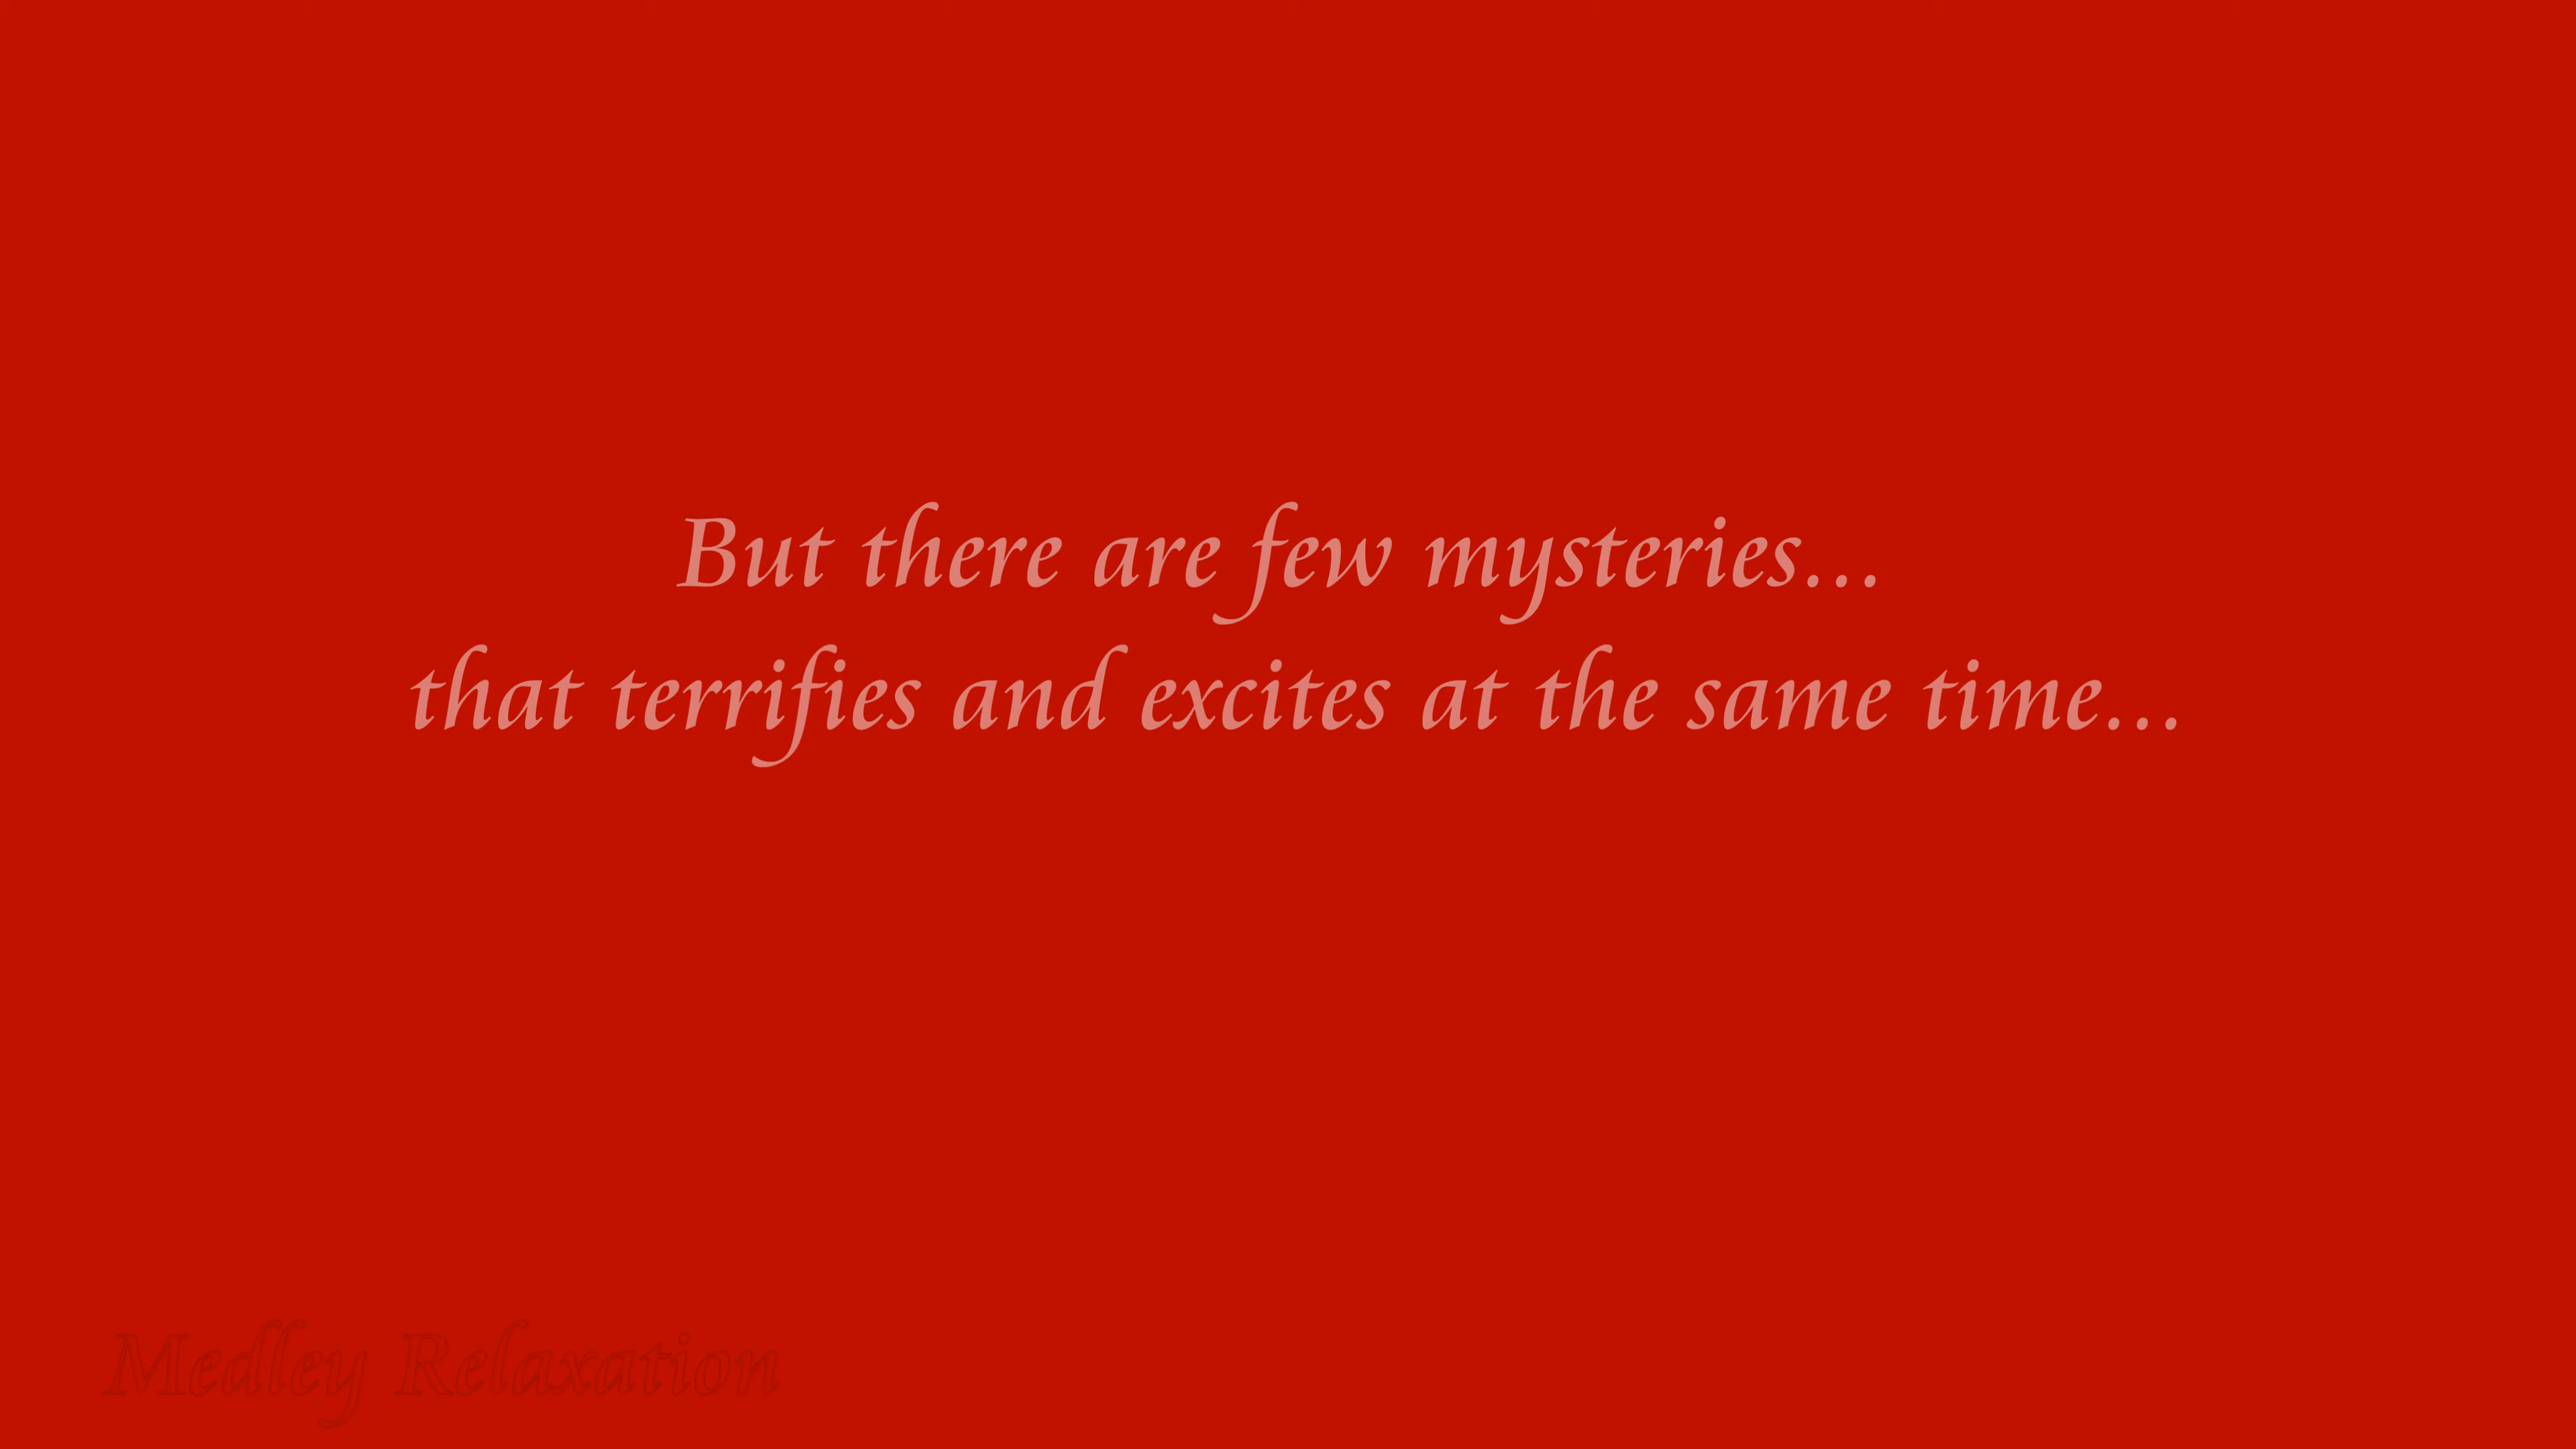 But there are few mysteries...
that terrifies and excites at the same time...
Medley Relaxation